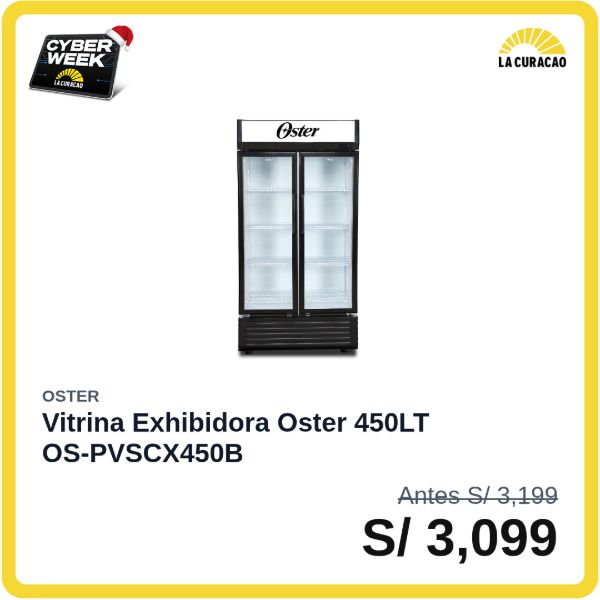 CYBER
WEEK
LA CURACAO
LA CURACAO
Oster
OSTER
Vitrina Exhibidora Oster 450LT
OS-PVSCX450B
Antes S/ 3,199
S/ 3,099